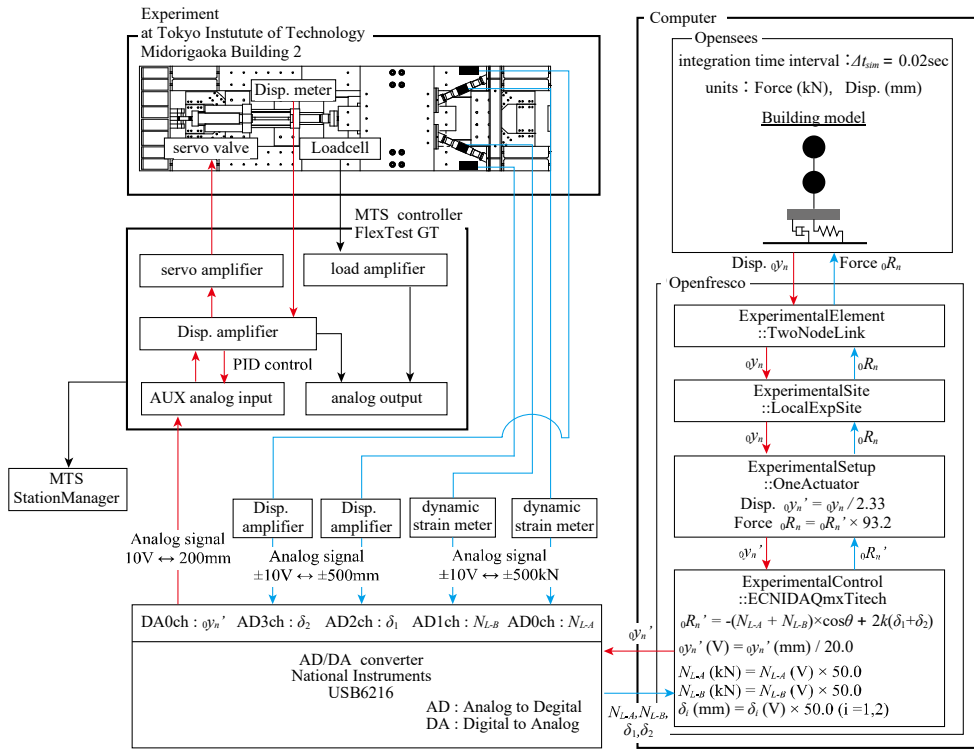 Experiment
at Tokyo Instutute of Technology
Midorigaoka Building 2
Disp. meter
servo valve
Loadcell
MTS controller
FlexTest GT
servo amplifier
load amplifier
Disp. amplifier
PID control
AUX analog input
analog output
MTS
StationManager
Disp.
amplifier
Disp.
amplifier
dynamic
strain meter
dynamic
strain meter
Analog signal
10V ↔ 200mm
Analog signal
±10V ↔ ±500mm
Analog signal
±10V ↔ ±500kN
DA0ch : ₀yₙ’ AD3ch : δ₂ AD2ch : δ₁ AD1ch : N_L-B AD0ch : N_L-A
AD/DA converter
National Instruments
USB6216
AD : Analog to Degital
DA : Digital to Analog
₀yₙ’
N_L-A, N_L-B,
δ₁,δ₂
Computer
Opensees
integration time interval : Δt_sim = 0.02sec
units : Force (kN), Disp. (mm)
Building model
Disp. ₀yₙ
Force ₀Rₙ
Openfresco
ExperimentalElement
::TwoNodeLink
₀yₙ
₀Rₙ
ExperimentalSite
::LocalExpSite
₀yₙ
₀Rₙ
ExperimentalSetup
::OneActuator
Disp. ₀yₙ’ = ₀yₙ / 2.33
Force ₀Rₙ = ₀Rₙ’ × 93.2
₀yₙ’
₀Rₙ’
ExperimentalControl
::ECNIDAQmxTitech
₀Rₙ’ = -(N_L-A + N_L-B)×cosθ + 2k(δ₁+δ₂)
₀yₙ’ (V) = ₀yₙ’ (mm) / 20.0
N_L-A (kN) = N_L-A (V) × 50.0
N_L-B (kN) = N_L-B (V) × 50.0
δᵢ (mm) = δᵢ (V) × 50.0 (i =1,2)